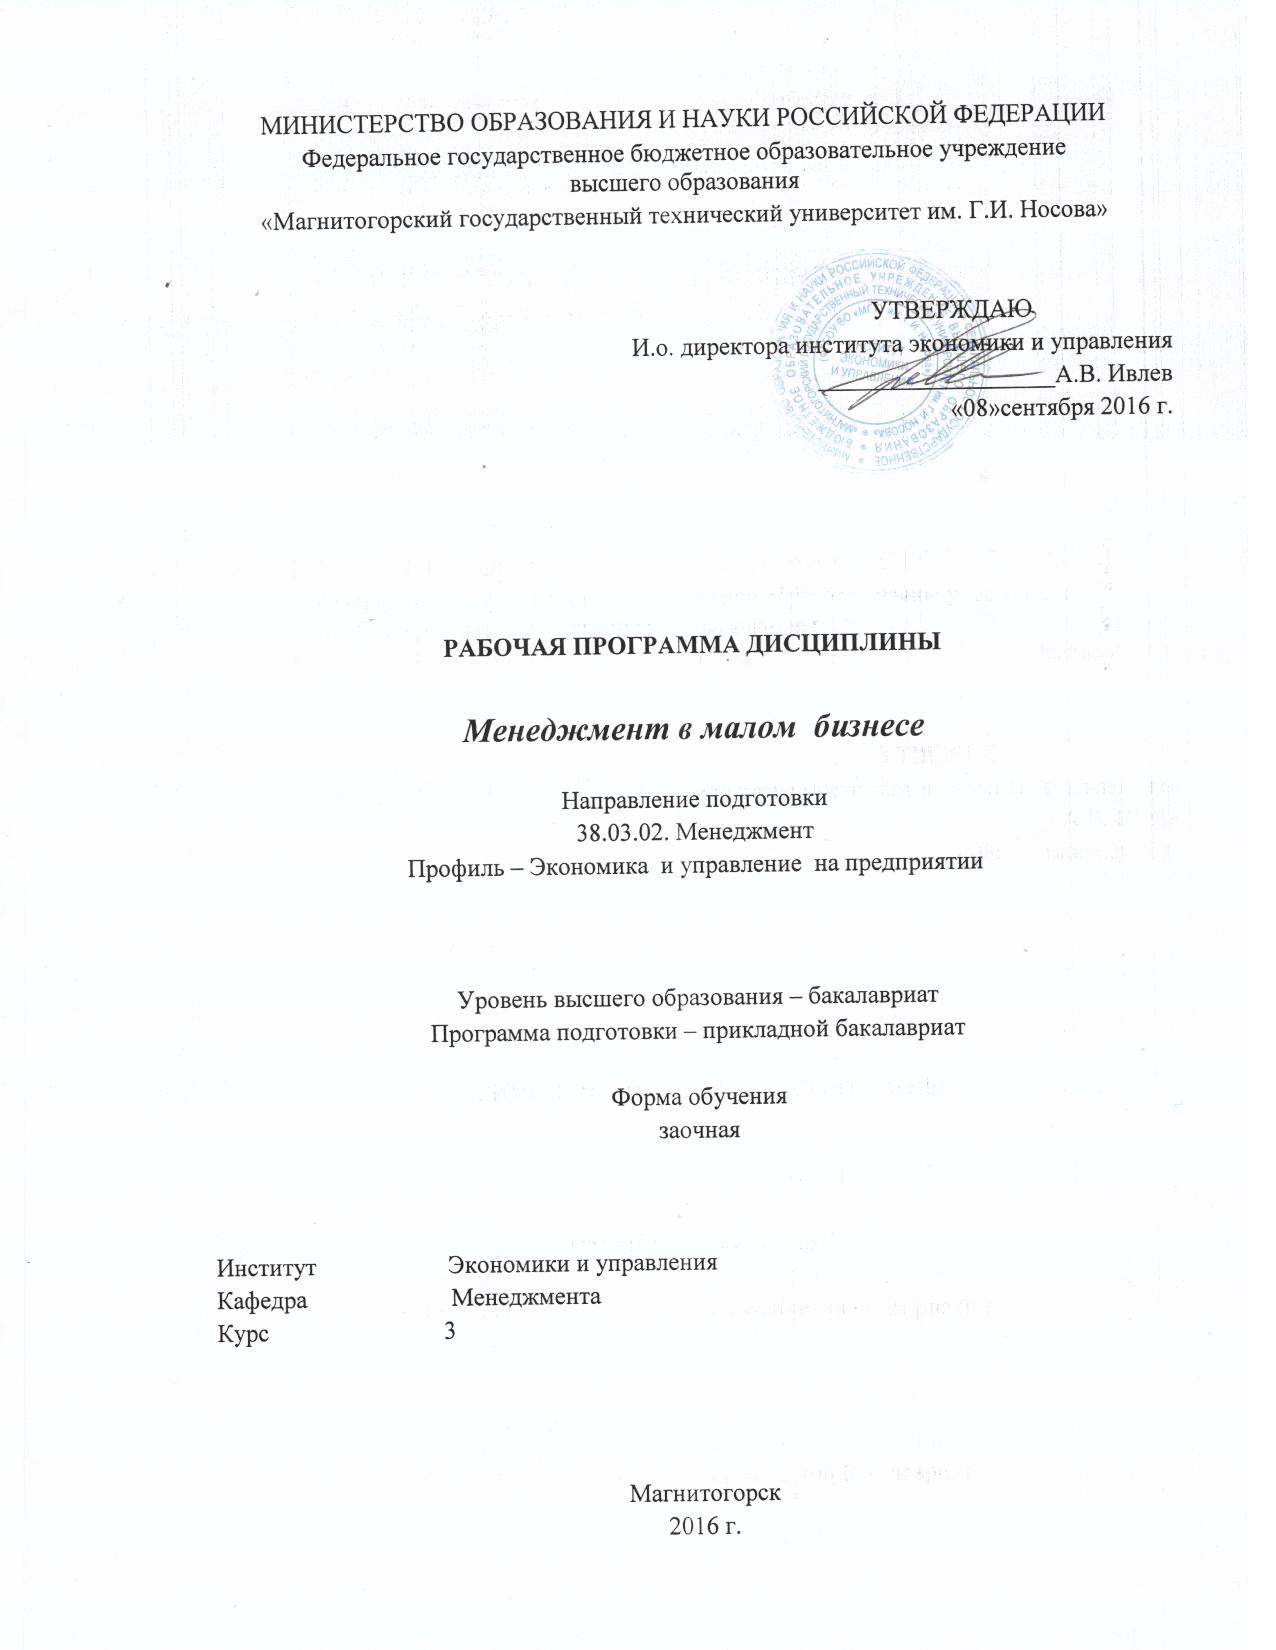 МИНИСТЕРСТВО ОБРАЗОВАНИЯ И НАУКИ РОССИЙСКОЙ ФЕДЕРАЦИИ
Федеральное государственное бюджетное образовательное учреждение
высшего образования
«Магнитогорский государственный технический университет им. Г.И. Носова»
УТВЕРЖДАЮ
И.о. директора института экономики и управления
А.В. Ивлев
«08»сентября 2016 г.
ЭКОНОМИКИ
И УПРАВЛЕНИЯ
РАБОЧАЯ ПРОГРАММА ДИСЦИПЛИНЫ
Менеджмент в малом бизнесе
Направление подготовки
38.03.02. Менеджмент
Профиль – Экономика и управление на предприятии
Уровень высшего образования – бакалавриат
Программа подготовки – прикладной бакалавриат
Форма обучения
заочная
Институт Экономики и управления
Кафедра Менеджмента
Курс 3
Магнитогорск
2016 г.